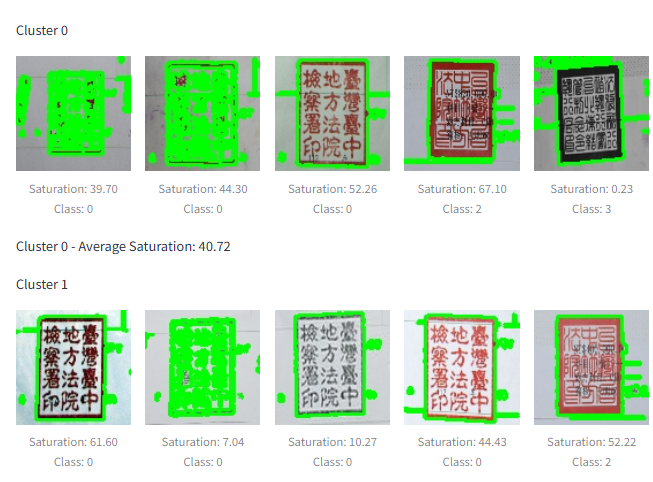 Cluster 0
臺灣臺中
地方法院
檢察署印
Saturation: 39.70
Saturation: 44.30
Saturation: 52.26
Saturation: 67.10
Saturation: 0.23
Class: 0
Class: 0
Class: 0
Class: 2
Class: 3
Cluster 0 - Average Saturation: 40.72
Cluster 1
臺灣臺中
地方法院
檢察署印
臺灣臺中
地方法院
檢察署印
臺灣臺中
地方法院
檢察署印
Saturation: 61.60
Saturation: 7.04
Saturation: 10.27
Saturation: 44.43
Saturation: 52.22
Class: 0
Class: 0
Class: 0
Class: 0
Class: 2